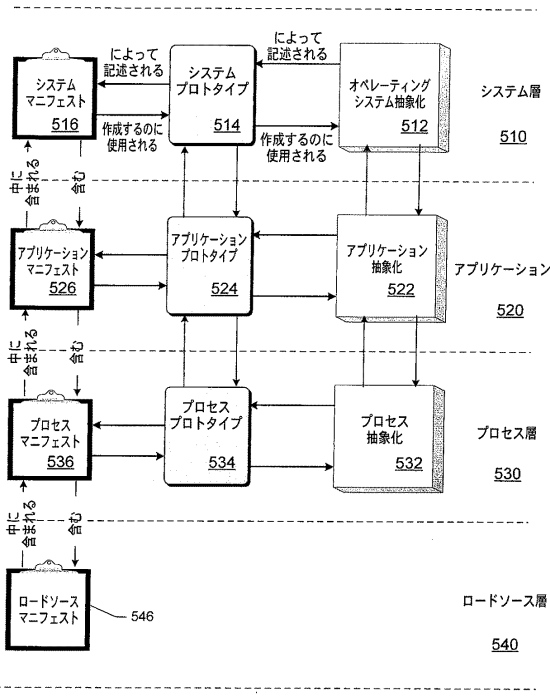 によって
記述される
によって
記述される
システム
マニフェスト
516
システム
プロトタイプ
514
オペレーティング
システム抽象化
512
システム層
510
作成するのに
使用される
作成するのに
使用される
中に
含まれる
含む
アプリケーション
マニフェスト
526
アプリケーション
プロトタイプ
524
アプリケーション
抽象化
522
アプリケーション
520
中に
含まれる
含む
プロセス
マニフェスト
536
プロセス
プロトタイプ
534
プロセス
抽象化
532
プロセス層
530
中に
含まれる
含む
ロードソース
マニフェスト
546
ロードソース層
540